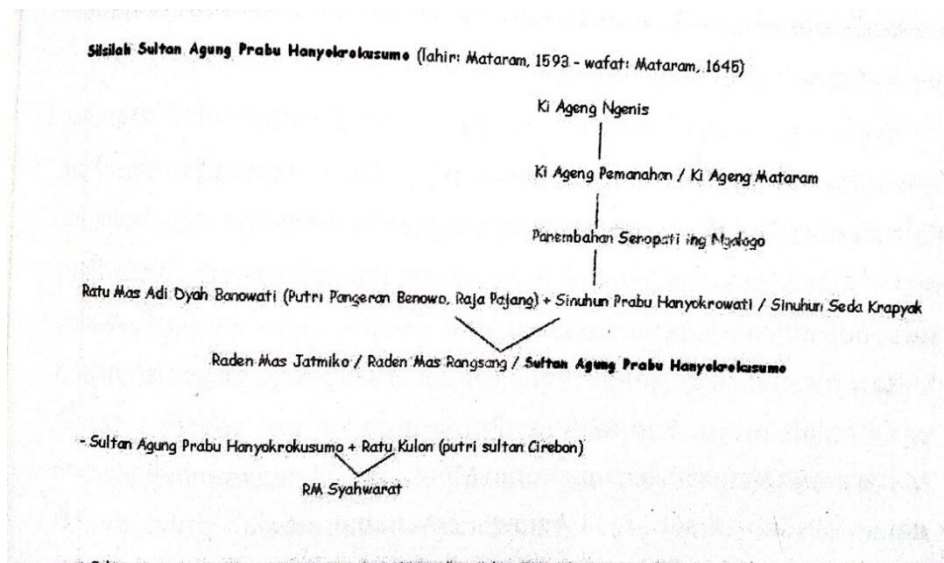 Silsilah Sultan Agung Prabu Hanyokrokusumo (lahir: Mataram, 1593 - wafat: Mataram, 1645)
Ki Ageng Ngenis
Ki Ageng Pemanahan / Ki Ageng Mataram
Panembahan Senopati ing Ngalogo
Ratu Mas Adi Dyah Banowati (Putri Pangeran Benowo, Raja Pajang) + Sinuhun Prabu Hanyokrowati / Sinuhun Seda Krapyak
Raden Mas Jatmiko / Raden Mas Rangsang / Sultan Agung Prabu Hanyokrokusumo
- Sultan Agung Prabu Hanyokrokusumo + Ratu Kulon (putri sultan Cirebon)
RM Syahwarat